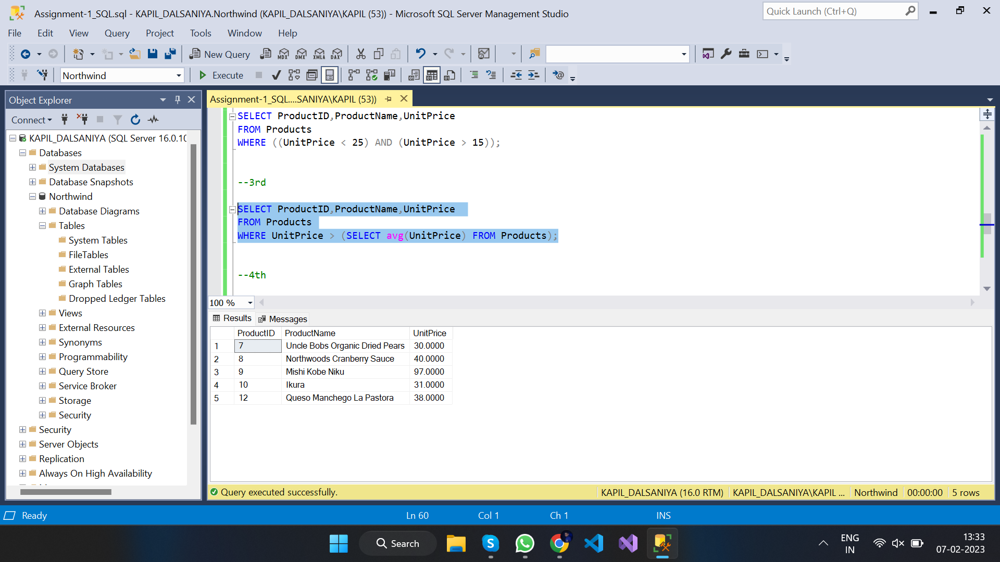 Assignment-1_SQL.sql - KAPIL_DALSANIYA.Northwind (KAPIL_DALSANIYA\KAPIL (53)) - Microsoft SQL Server Management Studio
Quick Launch (Ctrl+Q)
File Edit View Query Project Tools Window Help
New Query MDX DMX XMLA DAX
Northwind Execute
Object Explorer
Connect
KAPIL_DALSANIYA (SQL Server 16.0.10
Databases
System Databases
Database Snapshots
Northwind
Database Diagrams
Tables
System Tables
FileTables
External Tables
Graph Tables
Dropped Ledger Tables
Views
External Resources
Synonyms
Programmability
Query Store
Service Broker
Storage
Security
Security
Server Objects
Replication
Always On High Availability
Assignment-1_SQL....SANIYA\KAPIL (53))
SELECT ProductID,ProductName,UnitPrice
FROM Products
WHERE ((UnitPrice < 25) AND (UnitPrice > 15));
--3rd
SELECT ProductID,ProductName,UnitPrice
FROM Products
WHERE UnitPrice > (SELECT avg(UnitPrice) FROM Products);
--4th
100 %
Results Messages
ProductID ProductName UnitPrice
1 7 Uncle Bobs Organic Dried Pears 30.0000
2 8 Northwoods Cranberry Sauce 40.0000
3 9 Mishi Kobe Niku 97.0000
4 10 Ikura 31.0000
5 12 Queso Manchego La Pastora 38.0000
Query executed successfully. KAPIL_DALSANIYA (16.0 RTM) KAPIL_DALSANIYA\KAPIL ... Northwind 00:00:00 5 rows
Ready Ln 60 Col 1 Ch 1 INS
Search
ENG
IN
13:33
07-02-2023